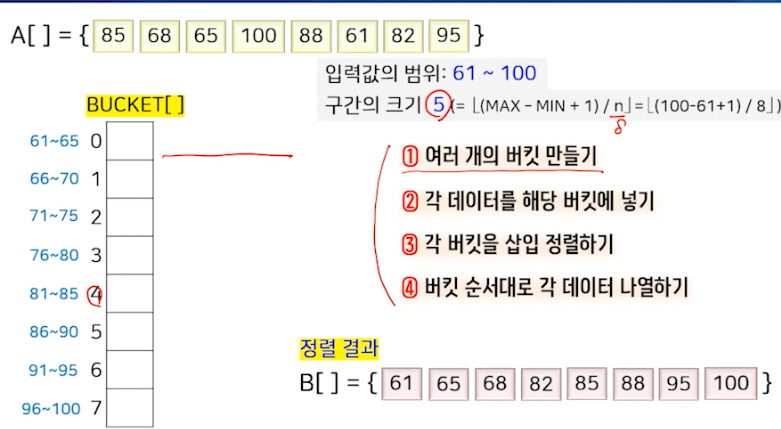 A[ ] = { 85 68 65 100 88 61 82 95 }
입력값의 범위: 61 ~ 100
구간의 크기 5 (= ⌊(MAX – MIN + 1) / n⌋=⌊(100-61+1) / 8⌋)
8
BUCKET[ ]
61~65 0
66~70 1
71~75 2
76~80 3
81~85 4
86~90 5
91~95 6
96~100 7
① 여러 개의 버킷 만들기
② 각 데이터를 해당 버킷에 넣기
③ 각 버킷을 삽입 정렬하기
④ 버킷 순서대로 각 데이터 나열하기
정렬 결과
B[ ] = { 61 65 68 82 85 88 95 100 }